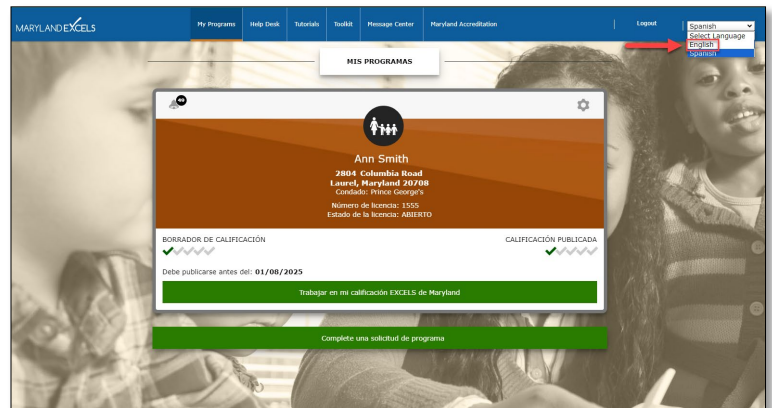 MARYLAND EXCELS
My Programs
Help Desk
Tutorials
Toolkit
Message Center
Maryland Accreditation
Logout
Spanish
Select Language
English
Spanish
MIS PROGRAMAS
49
Ann Smith
2804 Columbia Road
Laurel, Maryland 20708
Condado: Prince George's
Número de licencia: 1555
Estado de la licencia: ABIERTO
BORRADOR DE CALIFICACIÓN
CALIFICACIÓN PUBLICADA
Debe publicarse antes del: 01/08/2025
Trabajar en mi calificación EXCELS de Maryland
Complete una solicitud de programa